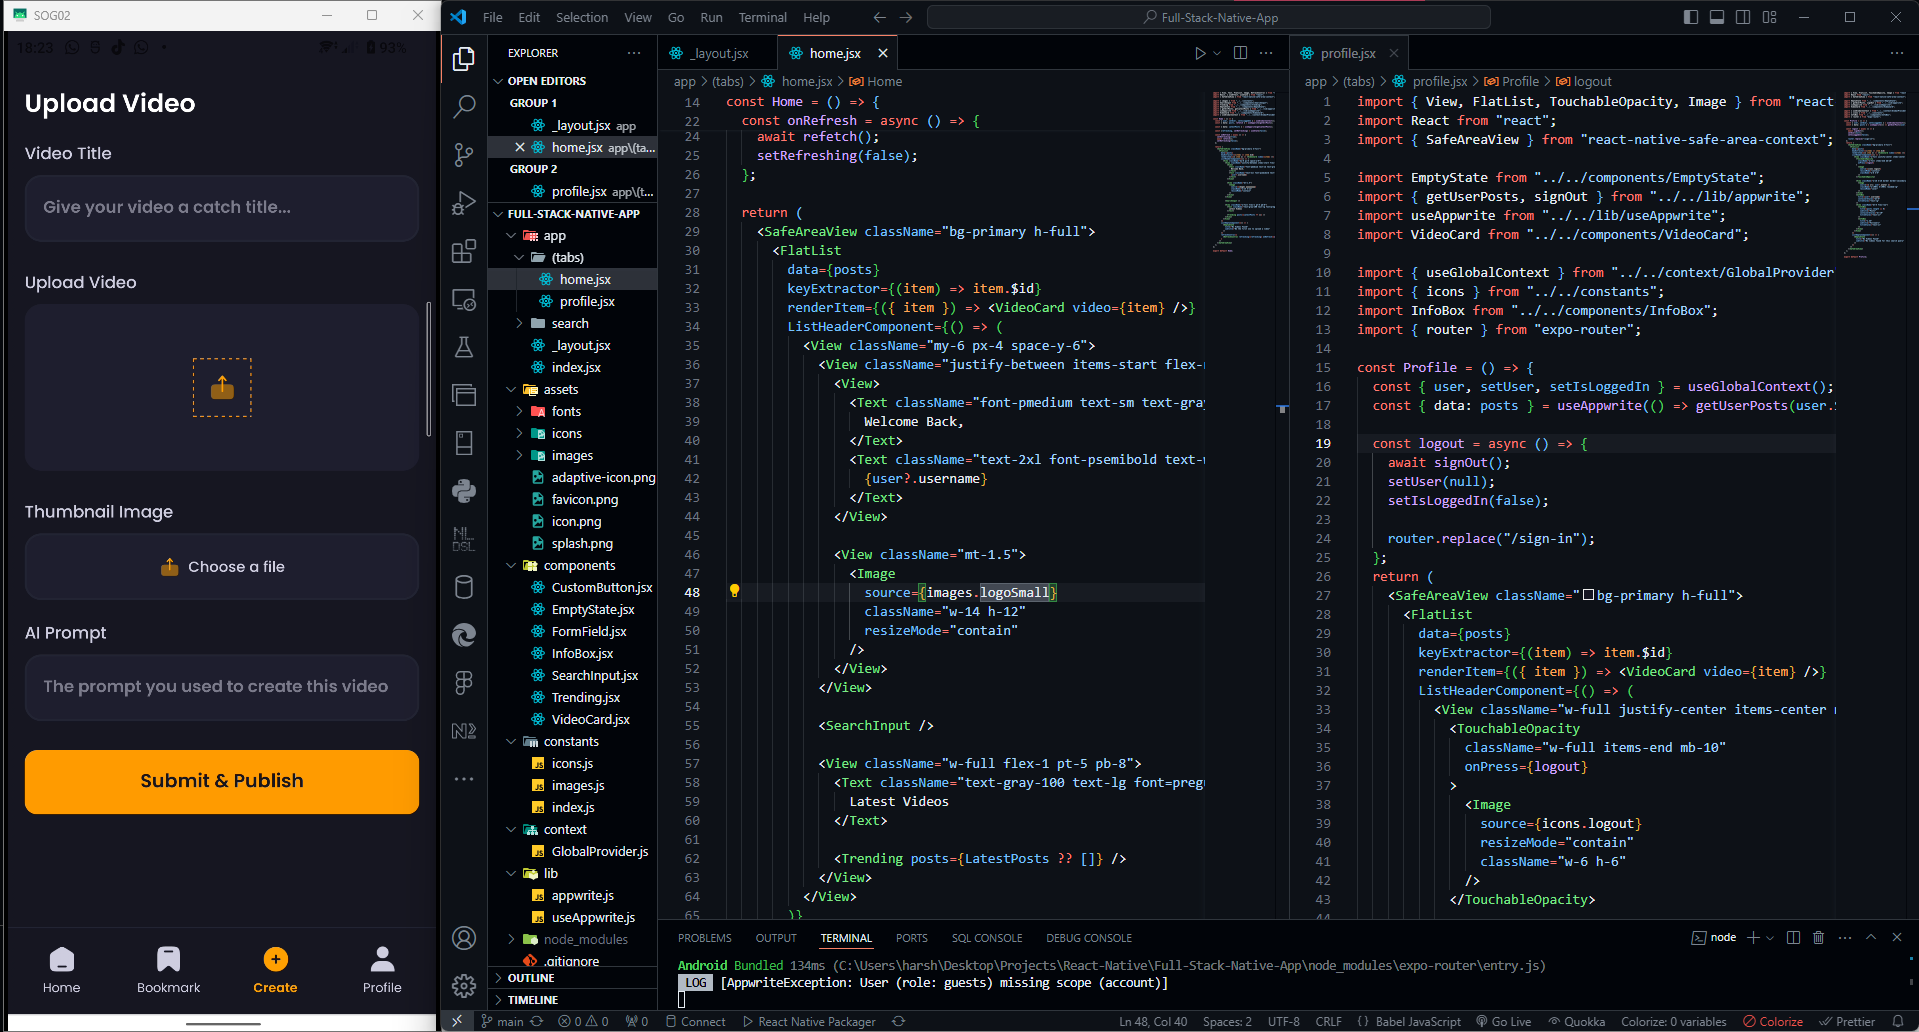 SOG02
18:23
93%
Upload Video
Video Title
Give your video a catch title...
Upload Video
Thumbnail Image
Choose a file
AI Prompt
The prompt you used to create this video
Submit & Publish
Home
Bookmark
Create
Profile
File Edit Selection View Go Run Terminal Help
Full-Stack-Native-App
EXPLORER
OPEN EDITORS
GROUP 1
_layout.jsx app
home.jsx app\(ta...
GROUP 2
profile.jsx app\(t...
FULL-STACK-NATIVE-APP
app
(tabs)
home.jsx
profile.jsx
search
_layout.jsx
index.jsx
assets
fonts
icons
images
adaptive-icon.png
favicon.png
icon.png
splash.png
components
CustomButton.jsx
EmptyState.jsx
FormField.jsx
InfoBox.jsx
SearchInput.jsx
Trending.jsx
VideoCard.jsx
constants
icons.js
images.js
index.js
context
GlobalProvider.js
lib
appwrite.js
useAppwrite.js
node_modules
.gitignore
OUTLINE
TIMELINE
_layout.jsx
home.jsx
app > (tabs) > home.jsx > Home
14 const Home = () => {
22 const onRefresh = async () => {
24 await refetch();
25 setRefreshing(false);
26 };
27
28 return (
29 <SafeAreaView className="bg-primary h-full">
30 <FlatList
31 data={posts}
32 keyExtractor={(item) => item.$id}
33 renderItem={({ item }) => <VideoCard video={item} />}
34 ListHeaderComponent={() => (
35 <View className="my-6 px-4 space-y-6">
36 <View className="justify-between items-start flex-
37 <View>
38 <Text className="font-pmedium text-sm text-gra
39 Welcome Back,
40 </Text>
41 <Text className="text-2xl font-psemibold text-
42 {user?.username}
43 </Text>
44 </View>
45
46 <View className="mt-1.5">
47 <Image
48 source={images.logoSmall}
49 className="w-14 h-12"
50 resizeMode="contain"
51 />
52 </View>
53 </View>
54
55 <SearchInput />
56
57 <View className="w-full flex-1 pt-5 pb-8">
58 <Text className="text-gray-100 text-lg font=preg
59 Latest Videos
60 </Text>
61
62 <Trending posts={LatestPosts ?? []} />
63 </View>
64 </View>
65 )}
profile.jsx
app > (tabs) > profile.jsx > Profile > logout
1 import { View, FlatList, TouchableOpacity, Image } from "react
2 import React from "react";
3 import { SafeAreaView } from "react-native-safe-area-context";
4
5 import EmptyState from "../../components/EmptyState";
6 import { getUserPosts, signOut } from "../../lib/appwrite";
7 import useAppwrite from "../../lib/useAppwrite";
8 import VideoCard from "../../components/VideoCard";
9
10 import { useGlobalContext } from "../../context/GlobalProvider
11 import { icons } from "../../constants";
12 import InfoBox from "../../components/InfoBox";
13 import { router } from "expo-router";
14
15 const Profile = () => {
16 const { user, setUser, setIsLoggedIn } = useGlobalContext();
17 const { data: posts } = useAppwrite(() => getUserPosts(user.
18
19 const logout = async () => {
20 await signOut();
21 setUser(null);
22 setIsLoggedIn(false);
23
24 router.replace("/sign-in");
25 };
26 return (
27 <SafeAreaView className="bg-primary h-full">
28 <FlatList
29 data={posts}
30 keyExtractor={(item) => item.$id}
31 renderItem={({ item }) => <VideoCard video={item} />}
32 ListHeaderComponent={() => (
33 <View className="w-full justify-center items-center
34 <TouchableOpacity
35 className="w-full items-end mb-10"
36 onPress={logout}
37 >
38 <Image
39 source={icons.logout}
40 resizeMode="contain"
41 className="w-6 h-6"
42 />
43 </TouchableOpacity>
44
PROBLEMS OUTPUT TERMINAL PORTS SQL CONSOLE DEBUG CONSOLE
node
Android Bundled 134ms (C:\Users\harsh\Desktop\Projects\React-Native\Full-Stack-Native-App\node_modules\expo-router\entry.js)
LOG [AppwriteException: User (role: guests) missing scope (account)]
main 0 0 0 Connect React Native Packager
Ln 48, Col 40 Spaces: 2 UTF-8 CRLF {} Babel JavaScript Go Live Quokka Colorize: 0 variables Colorize Prettier